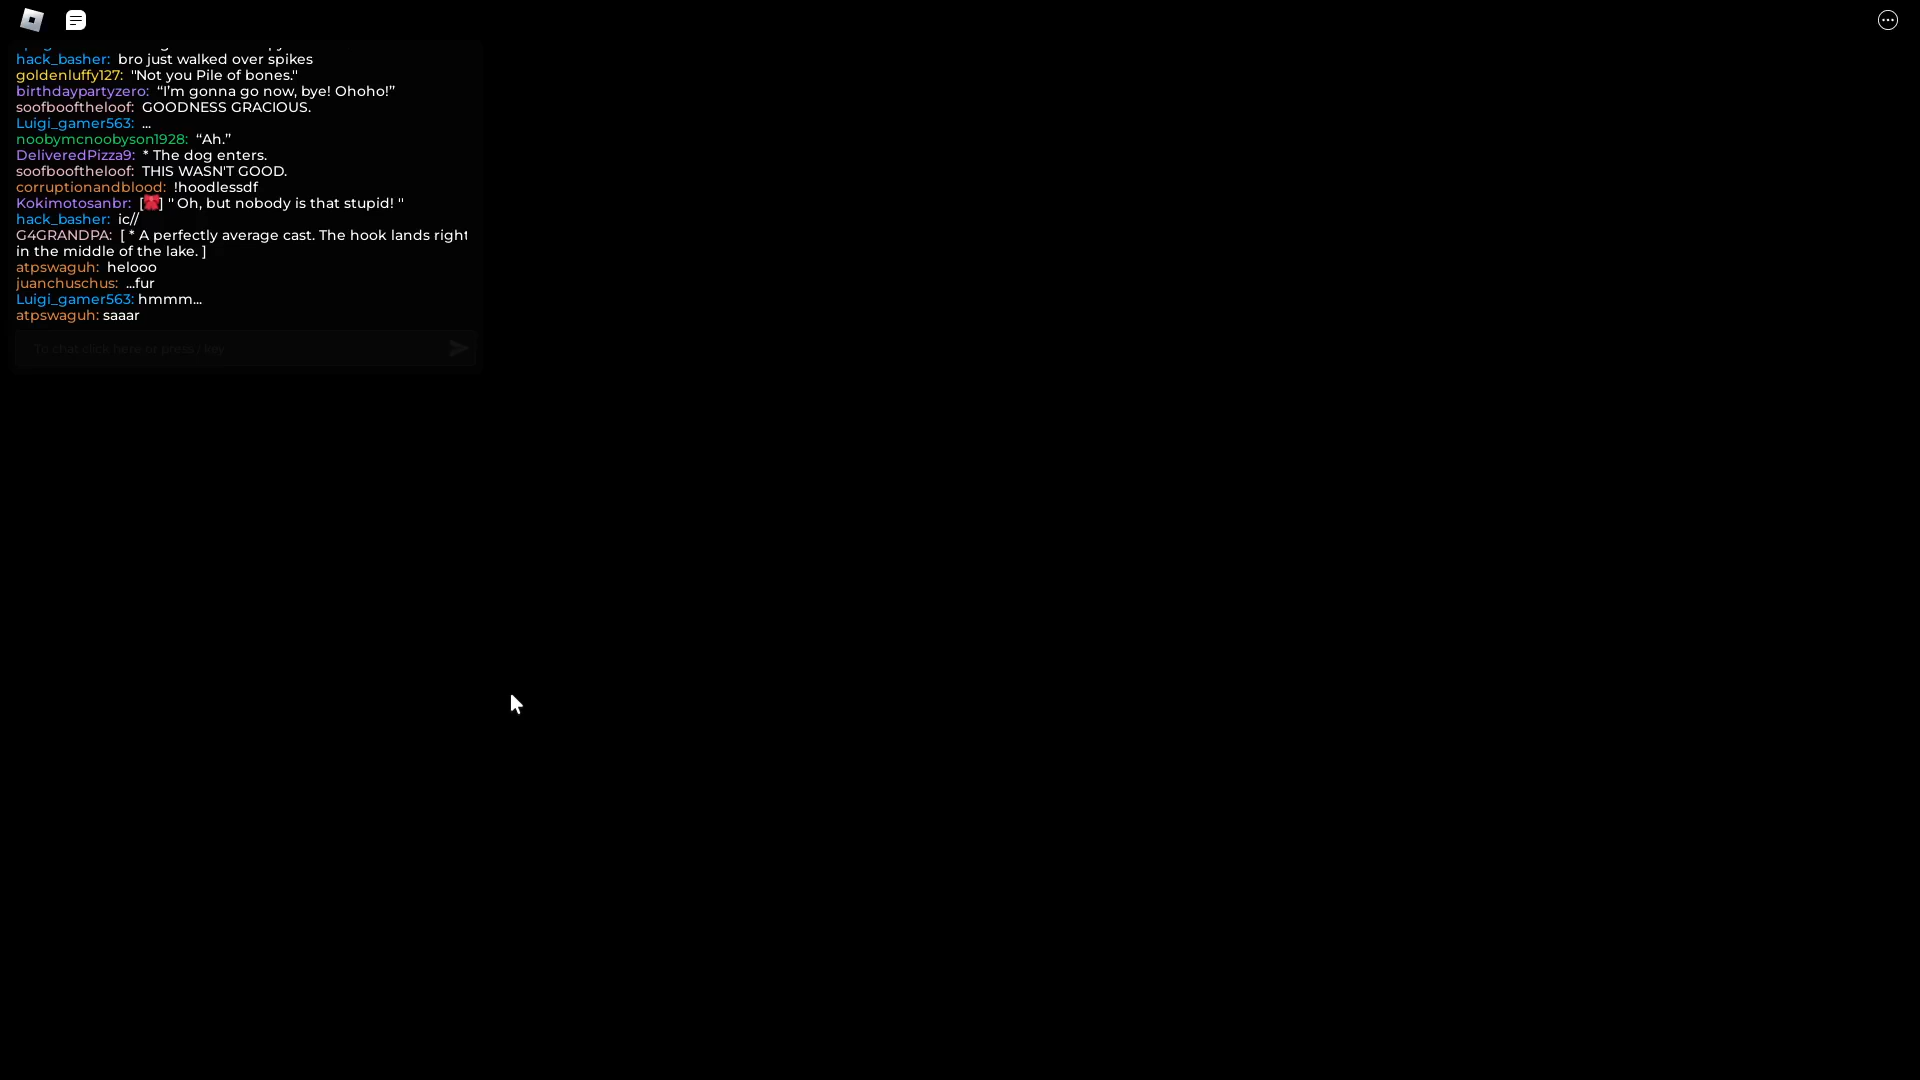 hack_basher: bro just walked over spikes
goldenluffy127: "Not you Pile of bones."
birthdaypartyzero: “I’m gonna go now, bye! Ohoho!”
soofbooftheloof: GOODNESS GRACIOUS.
Luigi_gamer563: ...
noobymcnoobyson1928: “Ah.”
DeliveredPizza9: * The dog enters.
soofbooftheloof: THIS WASN'T GOOD.
corruptionandblood: !hoodlessdf
Kokimotosanbr: [🎀] " Oh, but nobody is that stupid! "
hack_basher: ic//
G4GRANDPA: [ * A perfectly average cast. The hook lands right
in the middle of the lake. ]
atpswaguh: helooo
juanchuschus: ...fur
Luigi_gamer563: hmmm...
atpswaguh: saaar
To chat click here or press / key